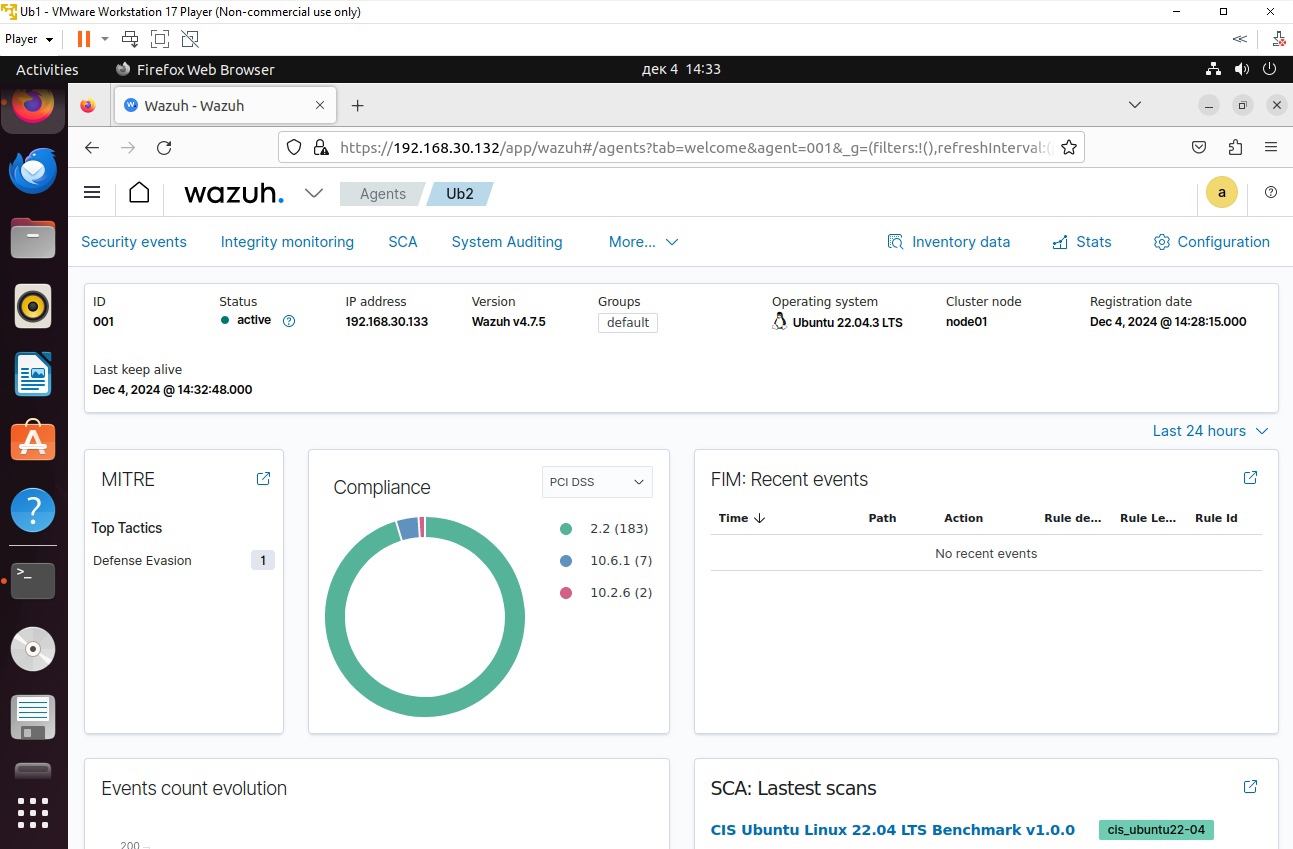 Ub1 - VMware Workstation 17 Player (Non-commercial use only)
Player
Activities Firefox Web Browser дек 4 14:33
Wazuh - Wazuh
https://192.168.30.132/app/wazuh#/agents?tab=welcome&agent=001&_g=(filters:!(),refreshInterval:(
wazuh. Agents Ub2 a
Security events Integrity monitoring SCA System Auditing More... Inventory data Stats Configuration
ID Status IP address Version Groups Operating system Cluster node Registration date
001 active 192.168.30.133 Wazuh v4.7.5 default Ubuntu 22.04.3 LTS node01 Dec 4, 2024 @ 14:28:15.000
Last keep alive
Dec 4, 2024 @ 14:32:48.000
Last 24 hours
MITRE
Top Tactics
Defense Evasion 1
Compliance
PCI DSS
2.2 (183)
10.6.1 (7)
10.2.6 (2)
FIM: Recent events
Time Path Action Rule de... Rule Le... Rule Id
No recent events
Events count evolution
200
SCA: Lastest scans
CIS Ubuntu Linux 22.04 LTS Benchmark v1.0.0 cis_ubuntu22-04